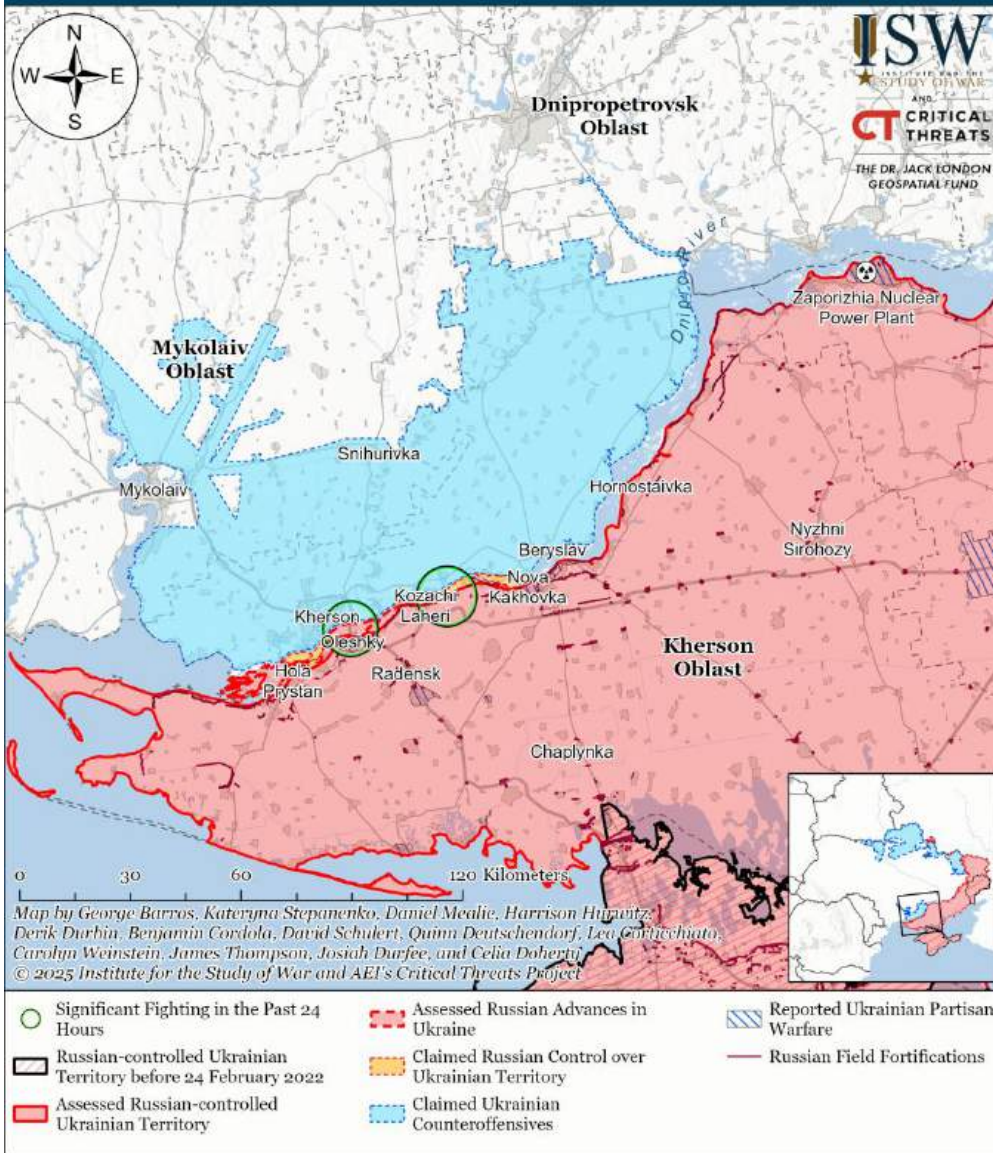 N
W E
S
ISW
INSTITUTE FOR THE
STUDY OF WAR
AND
CT CRITICAL
THREATS
THE DR. JACK LONDON
GEOSPATIAL FUND
Dnipropetrovsk
Oblast
Dnipro River
Zaporizhia Nuclear
Power Plant
Mykolaiv
Oblast
Snihurivka
Mykolaiv
Hornostaivka
Nyzhni
Sirohozy
Beryslav
Nova
Kakhovka
Kozachi
Laheri
Kherson
Oleshky
Kherson
Oblast
Hola
Prystan
Radensk
Chaplynka
0 30 60 120 Kilometers
Map by George Barros, Kateryna Stepanenko, Daniel Mealie, Harrison Hurwitz,
Derik Durbin, Benjamin Cordola, David Schulert, Quinn Deutschendorf, Lea Corticchiato,
Carolyn Weinstein, James Thompson, Josiah Durfee, and Celia Doherty
© 2025 Institute for the Study of War and AEI's Critical Threats Project
Significant Fighting in the Past 24
Hours
Russian-controlled Ukrainian
Territory before 24 February 2022
Assessed Russian-controlled
Ukrainian Territory
Assessed Russian Advances in
Ukraine
Claimed Russian Control over
Ukrainian Territory
Claimed Ukrainian
Counteroffensives
Reported Ukrainian Partisan
Warfare
Russian Field Fortifications